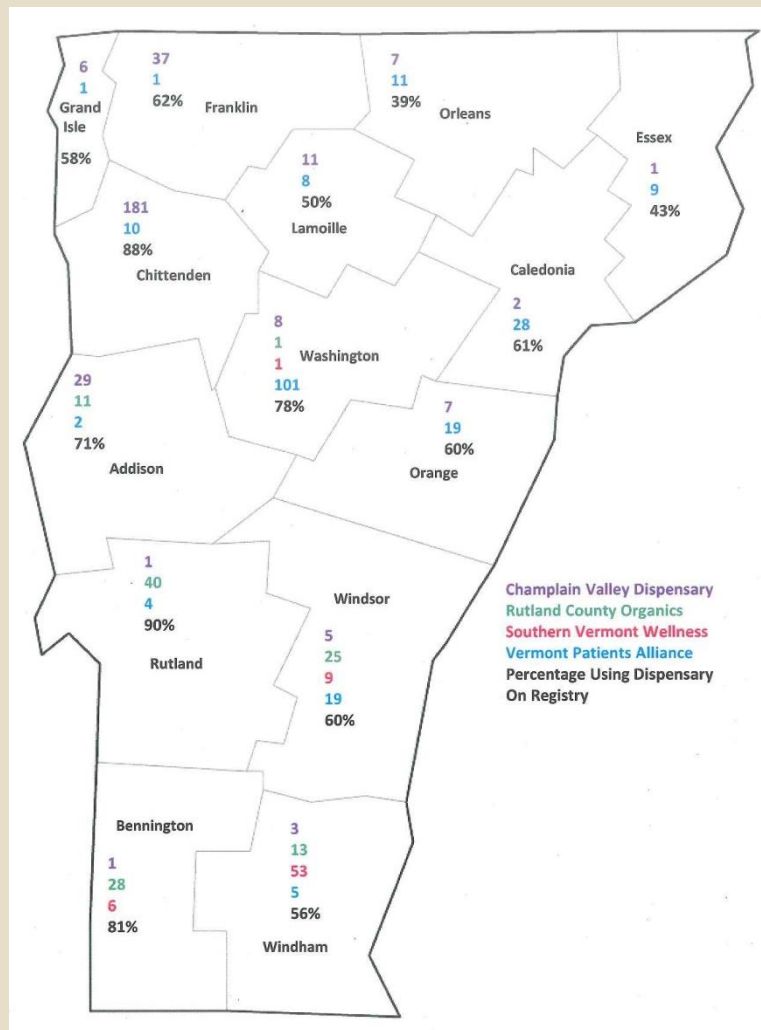 6
1
Grand
Isle
58%
37
1
62%
Franklin
7
11
39%
Orleans
Essex
1
9
43%
11
8
50%
Lamoille
181
10
88%
Chittenden
Caledonia
2
28
61%
8
1
1
101
78%
Washington
29
11
2
71%
Addison
7
19
60%
Orange
1
40
4
90%
Rutland
Windsor
5
25
9
19
60%
Champlain Valley Dispensary
Rutland County Organics
Southern Vermont Wellness
Vermont Patients Alliance
Percentage Using Dispensary
On Registry
Bennington
1
28
6
81%
3
13
53
5
56%
Windham